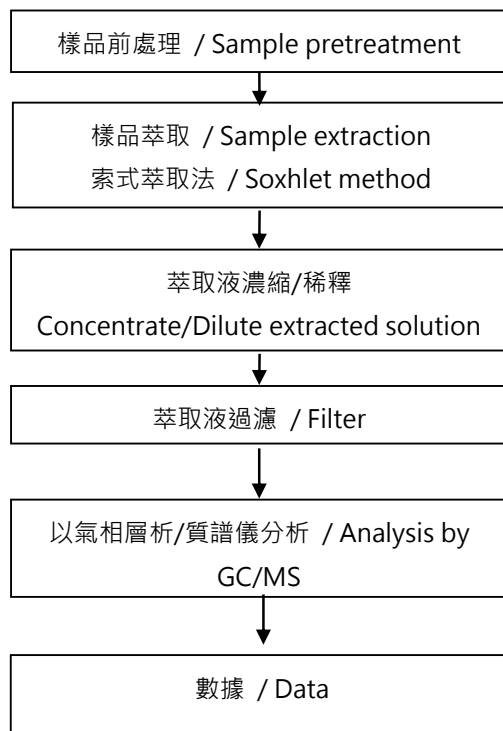 樣品前處理 / Sample pretreatment
樣品萃取 / Sample extraction
索式萃取法 / Soxhlet method
萃取液濃縮/稀釋
Concentrate/Dilute extracted solution
萃取液過濾 / Filter
以氣相層析/質譜儀分析 / Analysis by
GC/MS
數據 / Data